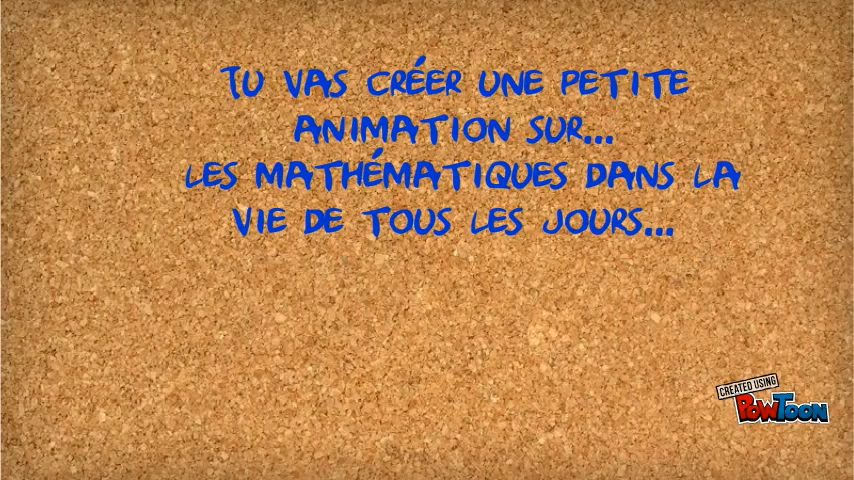 Tu vas créer une petite
animation sur...
Les mathématiques dans la
vie de tous les jours...
CREATED USING
PowToon